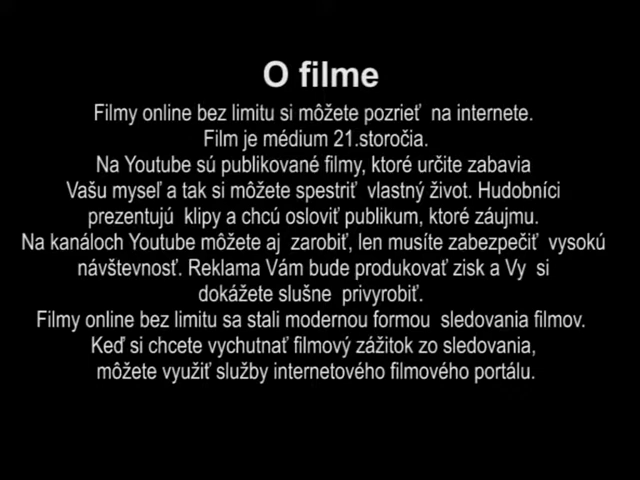 O filme
Filmy online bez limitu si môžete pozrieť na internete.
Film je médium 21.storočia.
Na Youtube sú publikované filmy, ktoré určite zabavia
Vašu myseľ a tak si môžete spestriť vlastný život. Hudobníci
prezentujú klipy a chcú osloviť publikum, ktoré záujmu.
Na kanáloch Youtube môžete aj zarobiť, len musíte zabezpečiť vysokú
návštevnosť. Reklama Vám bude produkovať zisk a Vy si
dokážete slušne privyrobiť.
Filmy online bez limitu sa stali modernou formou sledovania filmov.
Keď si chcete vychutnať filmový zážitok zo sledovania,
môžete využiť služby internetového filmového portálu.